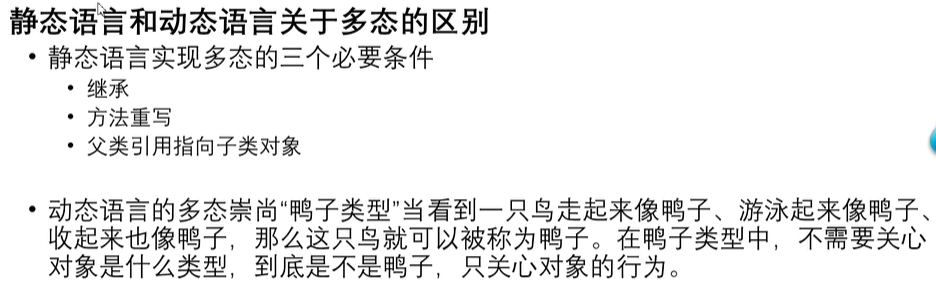 静态语言和动态语言关于多态的区别
• 静态语言实现多态的三个必要条件
• 继承
• 方法重写
• 父类引用指向子类对象
• 动态语言的多态崇尚“鸭子类型”当看到一只鸟走起来像鸭子、游泳起来像鸭子、
收起来也像鸭子，那么这只鸟就可以被称为鸭子。在鸭子类型中，不需要关心
对象是什么类型，到底是不是鸭子，只关心对象的行为。